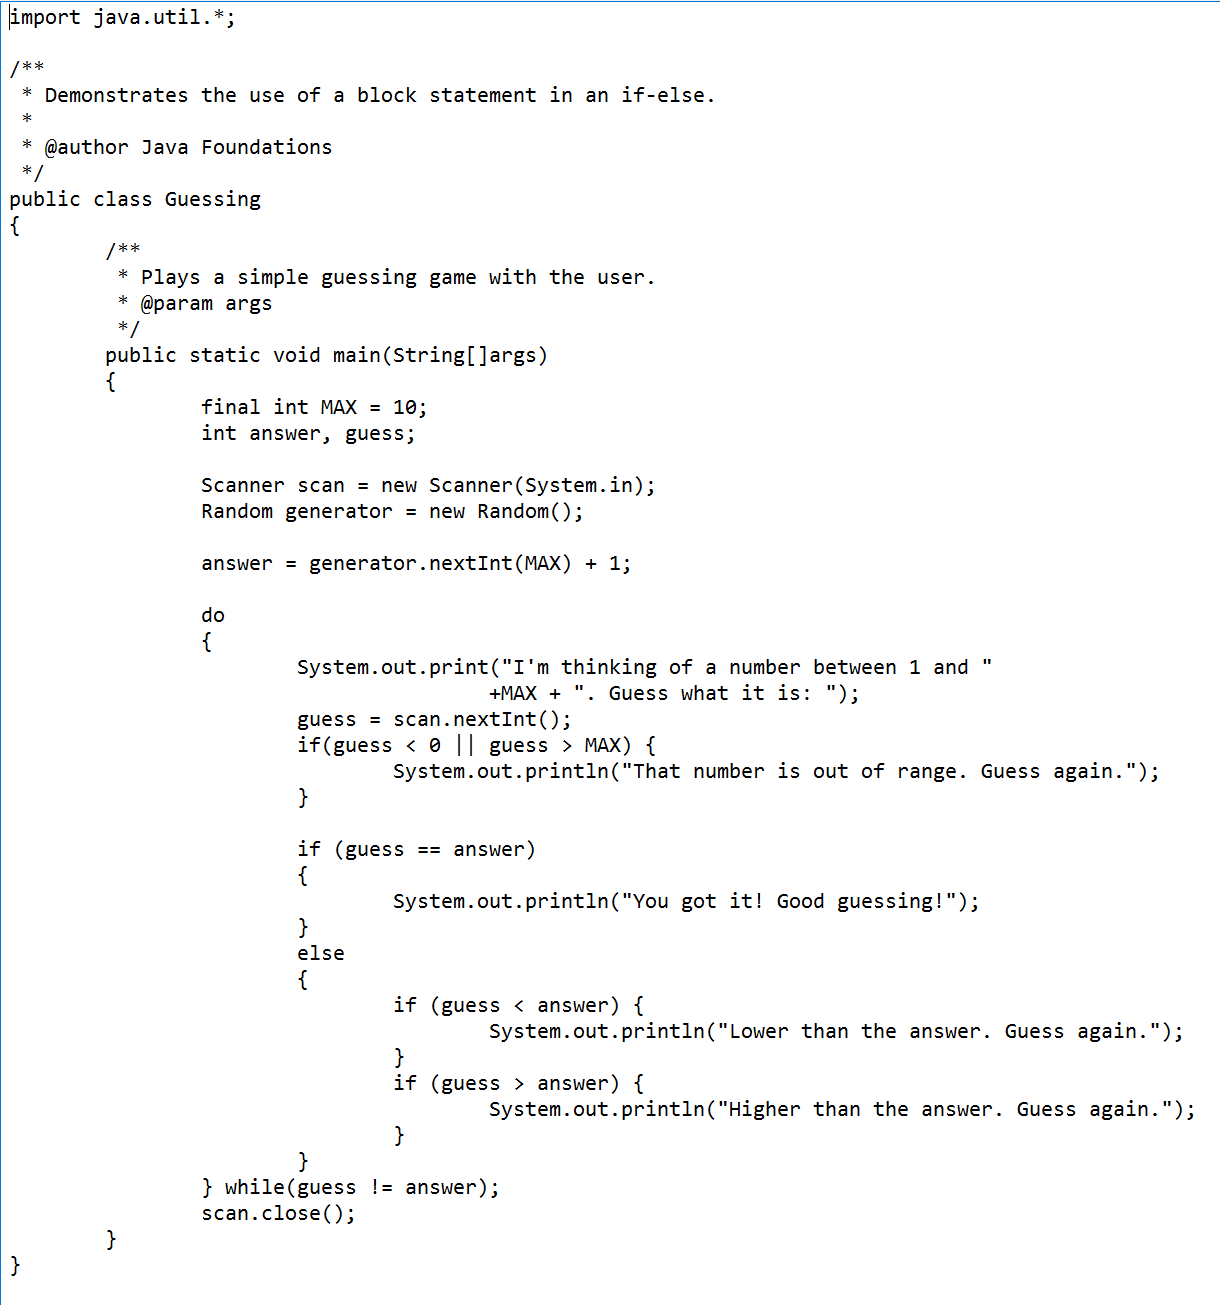 import java.util.*;

/**
 * Demonstrates the use of a block statement in an if-else.
 *
 * @author Java Foundations
 */
public class Guessing
{
        /**
         * Plays a simple guessing game with the user.
         * @param args
         */
        public static void main(String[]args)
        {
                final int MAX = 10;
                int answer, guess;

                Scanner scan = new Scanner(System.in);
                Random generator = new Random();

                answer = generator.nextInt(MAX) + 1;

                do
                {
                        System.out.print("I'm thinking of a number between 1 and "
                                        +MAX + ". Guess what it is: ");
                        guess = scan.nextInt();
                        if(guess < 0 || guess > MAX) {
                                System.out.println("That number is out of range. Guess again.");
                        }

                        if (guess == answer)
                        {
                                System.out.println("You got it! Good guessing!");
                        }
                        else
                        {
                                if (guess < answer) {
                                        System.out.println("Lower than the answer. Guess again.");
                                }
                                if (guess > answer) {
                                        System.out.println("Higher than the answer. Guess again.");
                                }
                        }
                } while(guess != answer);
                scan.close();
        }
}